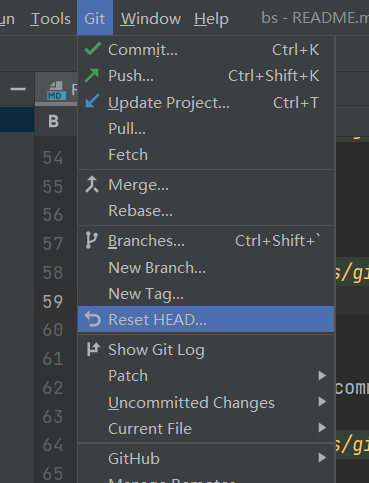 un Tools Git Window Help bs - README.m
Commit... Ctrl+K
Push... Ctrl+Shift+K
MD R
Update Project... Ctrl+T
B Pull...
54 Fetch
55 Merge...
56 Rebase...
57 Branches... Ctrl+Shift+`
58 New Branch... s/gi
59 New Tag...
60 Reset HEAD...
61 Show Git Log
62 Patch comm
63 Uncommitted Changes
64 Current File s/gi
65 GitHub
Manage Remotes